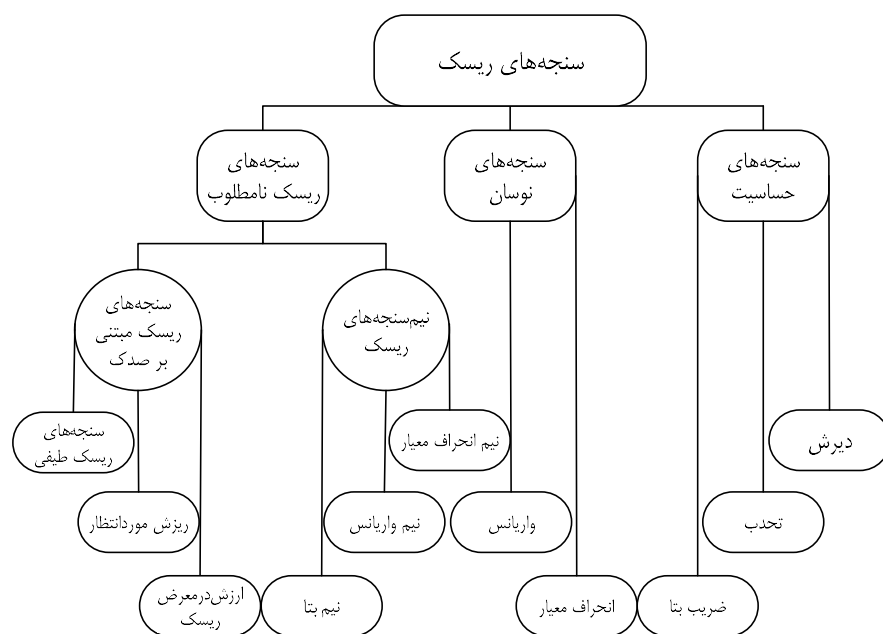 سنجه‌های ریسک
سنجه‌های
حساسیت
سنجه‌های
نوسان
سنجه‌های
ریسک نامطلوب
نیم‌سنجه‌های
ریسک
سنجه‌های
ریسک مبتنی
بر صدک
دیرش
تحدب
ضریب بتا
واریانس
انحراف معیار
نیم انحراف معیار
نیم واریانس
نیم بتا
سنجه‌های
ریسک طیفی
ریزش موردانتظار
ارزش‌درمعرض
ریسک